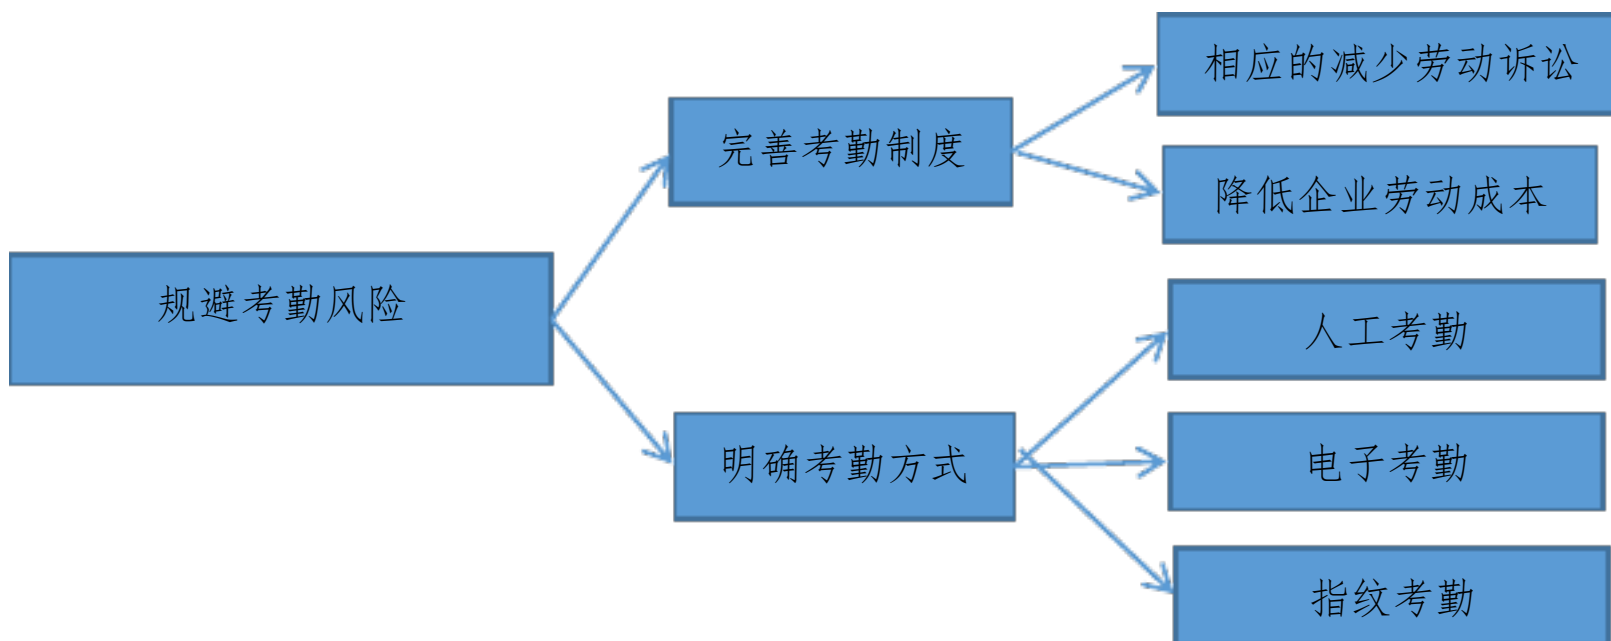 相应的减少劳动诉讼
完善考勤制度
降低企业劳动成本
规避考勤风险
人工考勤
明确考勤方式
电子考勤
指纹考勤